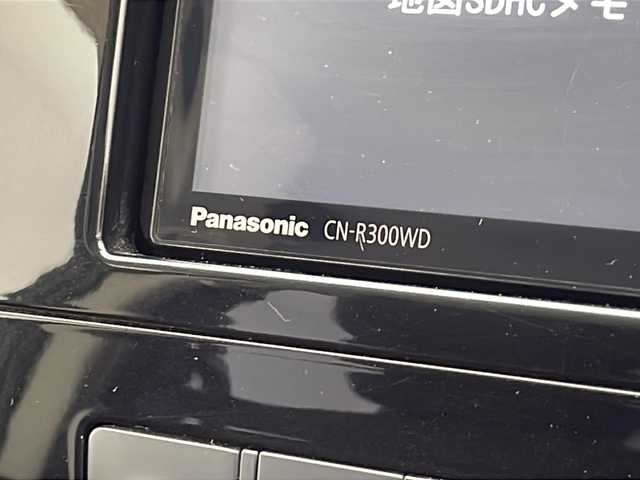 地図SDHCメモ
Panasonic CN-R300WD